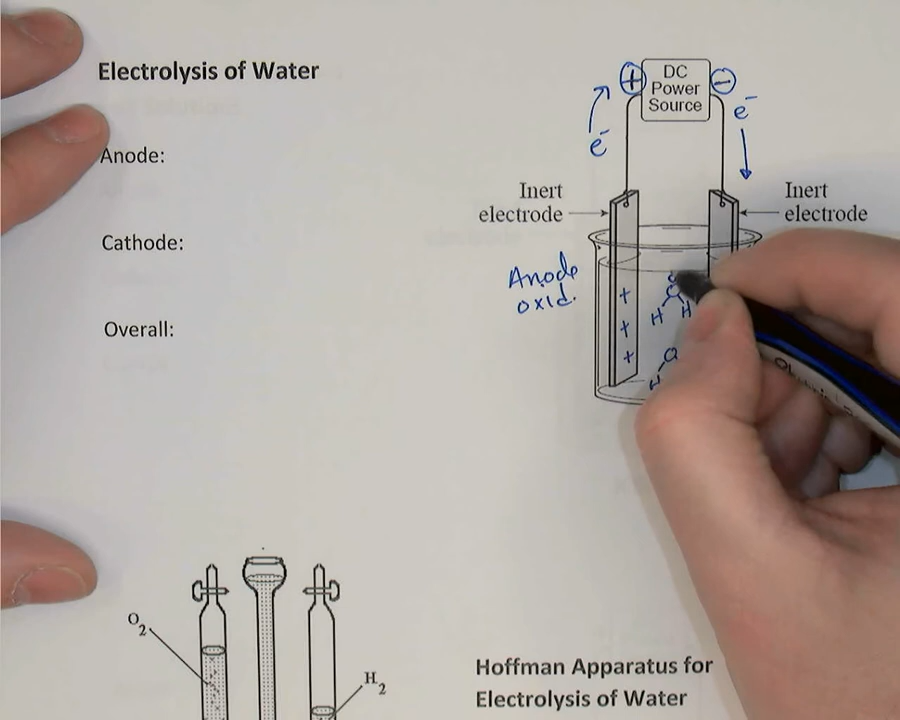 Electrolysis of Water
Anode:
Cathode:
Overall:
+
DC
Power
Source
−
e⁻
e⁻
Inert
electrode
Inert
electrode
Anode
oxid.
+
+
+
H
H
O
H
O₂
H₂
Hoffman Apparatus for
Electrolysis of Water